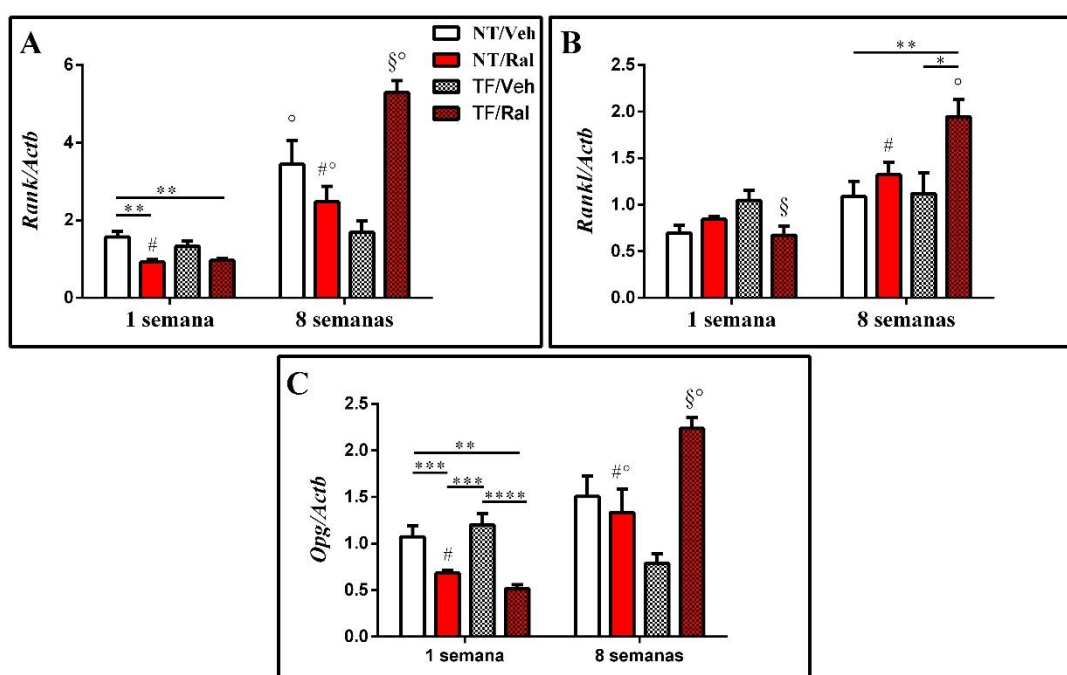 A
NT/Veh
NT/Ral
TF/Veh
TF/Ral
Rank/Actb
6
4
2
0
**
**
#
°
#°
§°
1 semana
8 semanas
B
Rankl/Actb
2.5
2.0
1.5
1.0
0.5
0.0
**
*
°
#
§
1 semana
8 semanas
C
Opg/Actb
2.5
2.0
1.5
1.0
0.5
0.0
**
***
***
****
#
#°
§°
1 semana
8 semanas